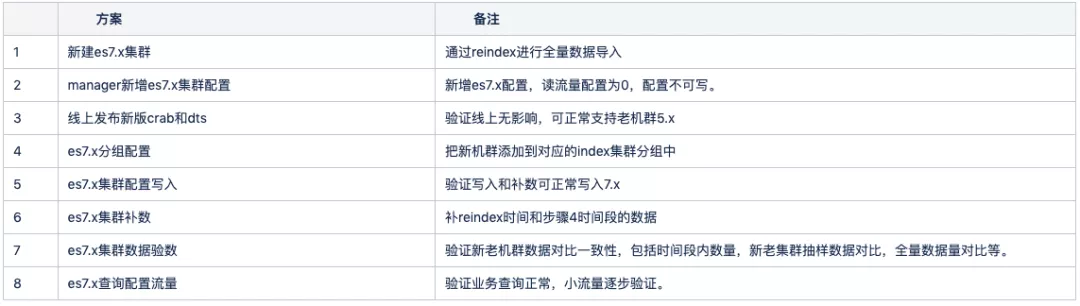 方案 备注
1 新建es7.x集群 通过reindex进行全量数据导入
2 manager新增es7.x集群配置 新增es7.x配置，读流量配置为0，配置不可写。
3 线上发布新版crab和dts 验证线上无影响，可正常支持老机群5.x
4 es7.x分组配置 把新机群添加到对应的index集群分组中
5 es7.x集群配置写入 验证写入和补数可正常写入7.x
6 es7.x集群补数 补reindex时间和步骤4时间段的数据
7 es7.x集群数据验数 验证新老机群数据对比一致性，包括时间段内数量，新老集群抽样数据对比，全量数据量对比等。
8 es7.x查询配置流量 验证业务查询正常，小流量逐步验证。